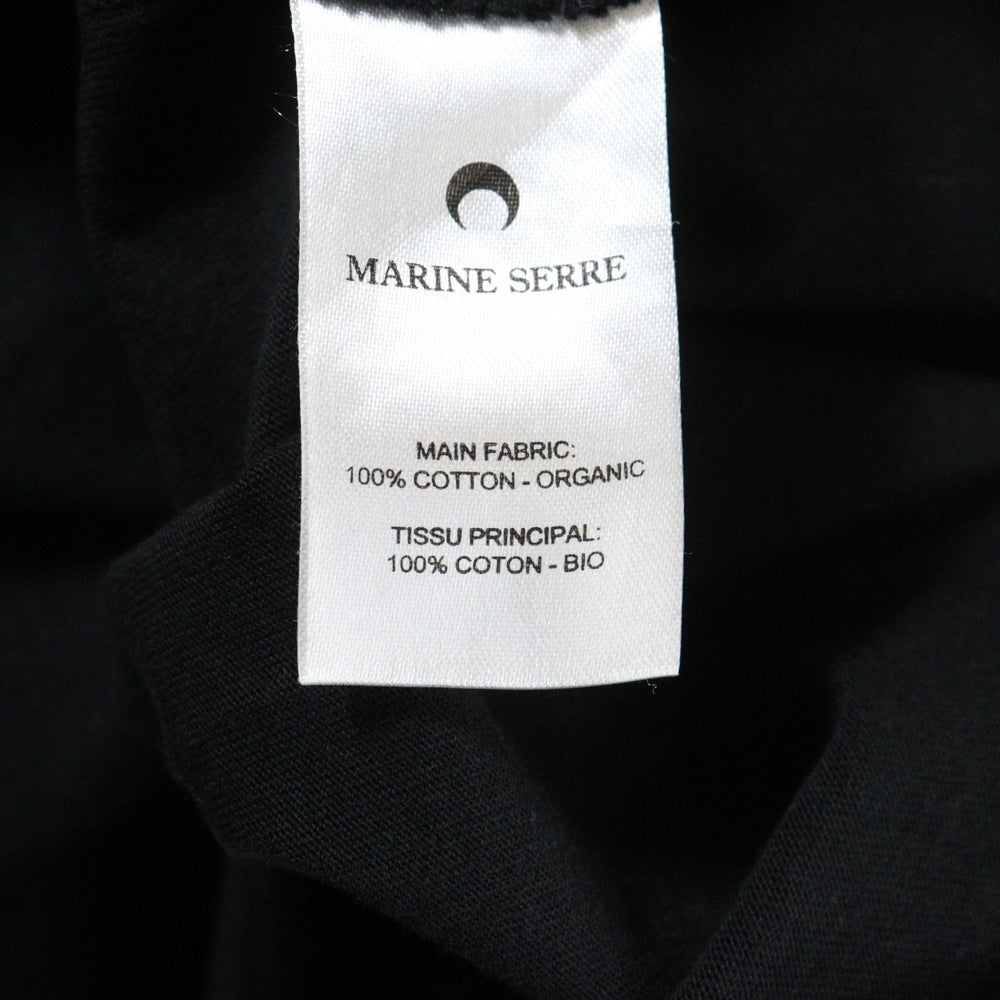 MARINE SERRE
MAIN FABRIC:
100% COTTON - ORGANIC
TISSU PRINCIPAL:
100% COTON - BIO